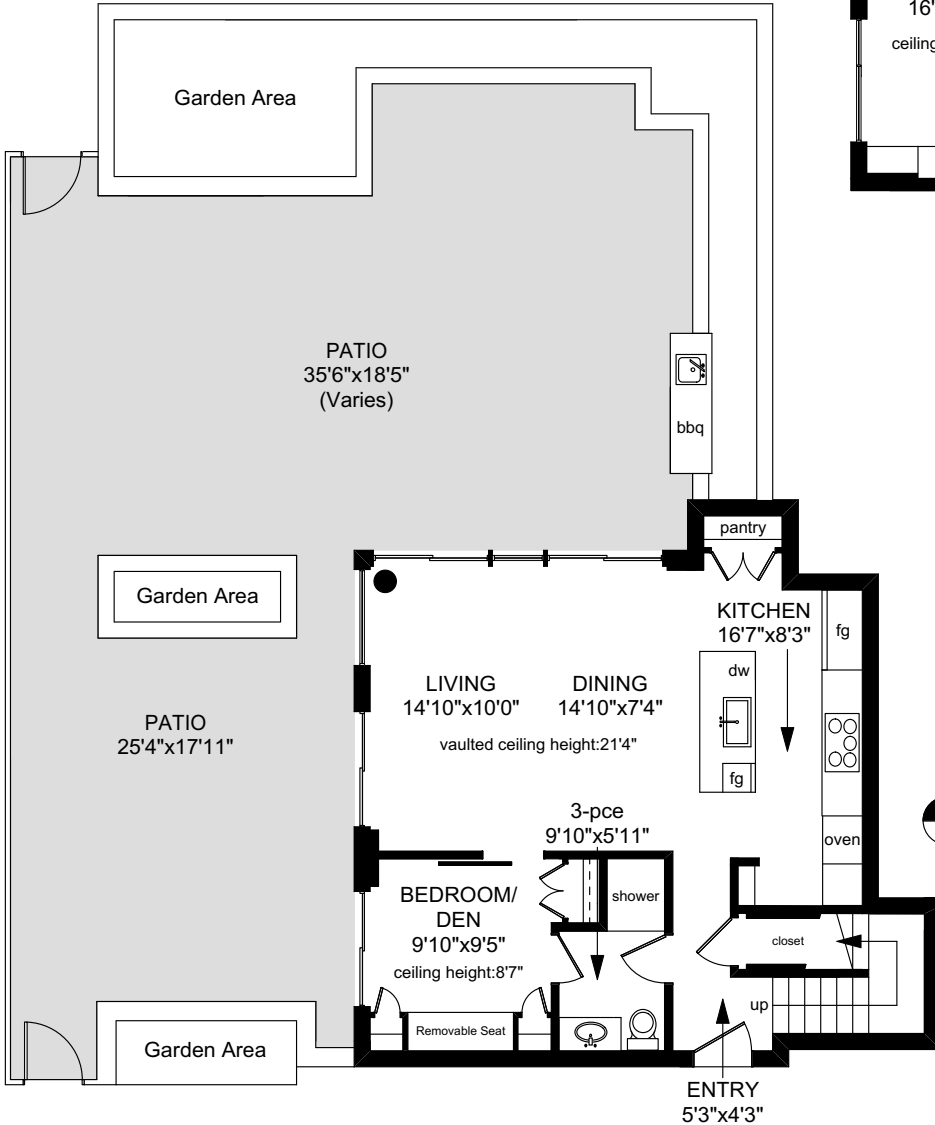 16'
ceiling
Garden Area
PATIO
35'6"x18'5"
(Varies)
bbq
pantry
Garden Area
KITCHEN
16'7"x8'3"
fg
dw
LIVING
14'10"x10'0"
DINING
14'10"x7'4"
PATIO
25'4"x17'11"
vaulted ceiling height:21'4"
fg
3-pce
9'10"x5'11"
oven
BEDROOM/
DEN
9'10"x9'5"
ceiling height:8'7"
shower
closet
up
Removable Seat
Garden Area
ENTRY
5'3"x4'3"